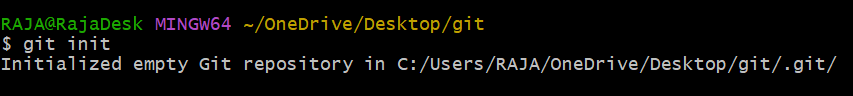 RAJA@RajaDesk MINGW64 ~/OneDrive/Desktop/git
$ git init
Initialized empty Git repository in C:/Users/RAJA/OneDrive/Desktop/git/.git/